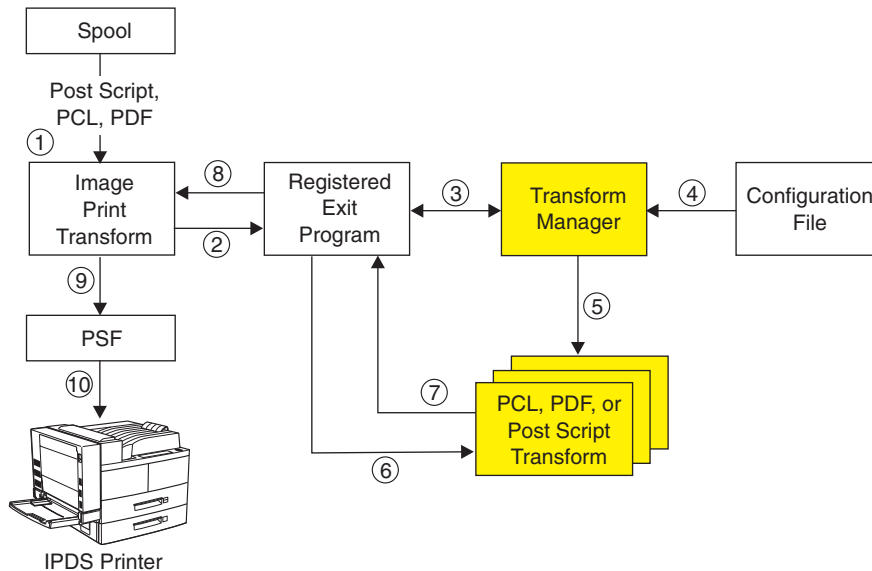 Spool
Post Script,
PCL, PDF
①
Image
Print
Transform
⑧
②
Registered
Exit
Program
③
Transform
Manager
④
Configuration
File
⑨
⑤
PSF
⑩
⑦
PCL, PDF, or
Post Script
Transform
⑥
IPDS Printer